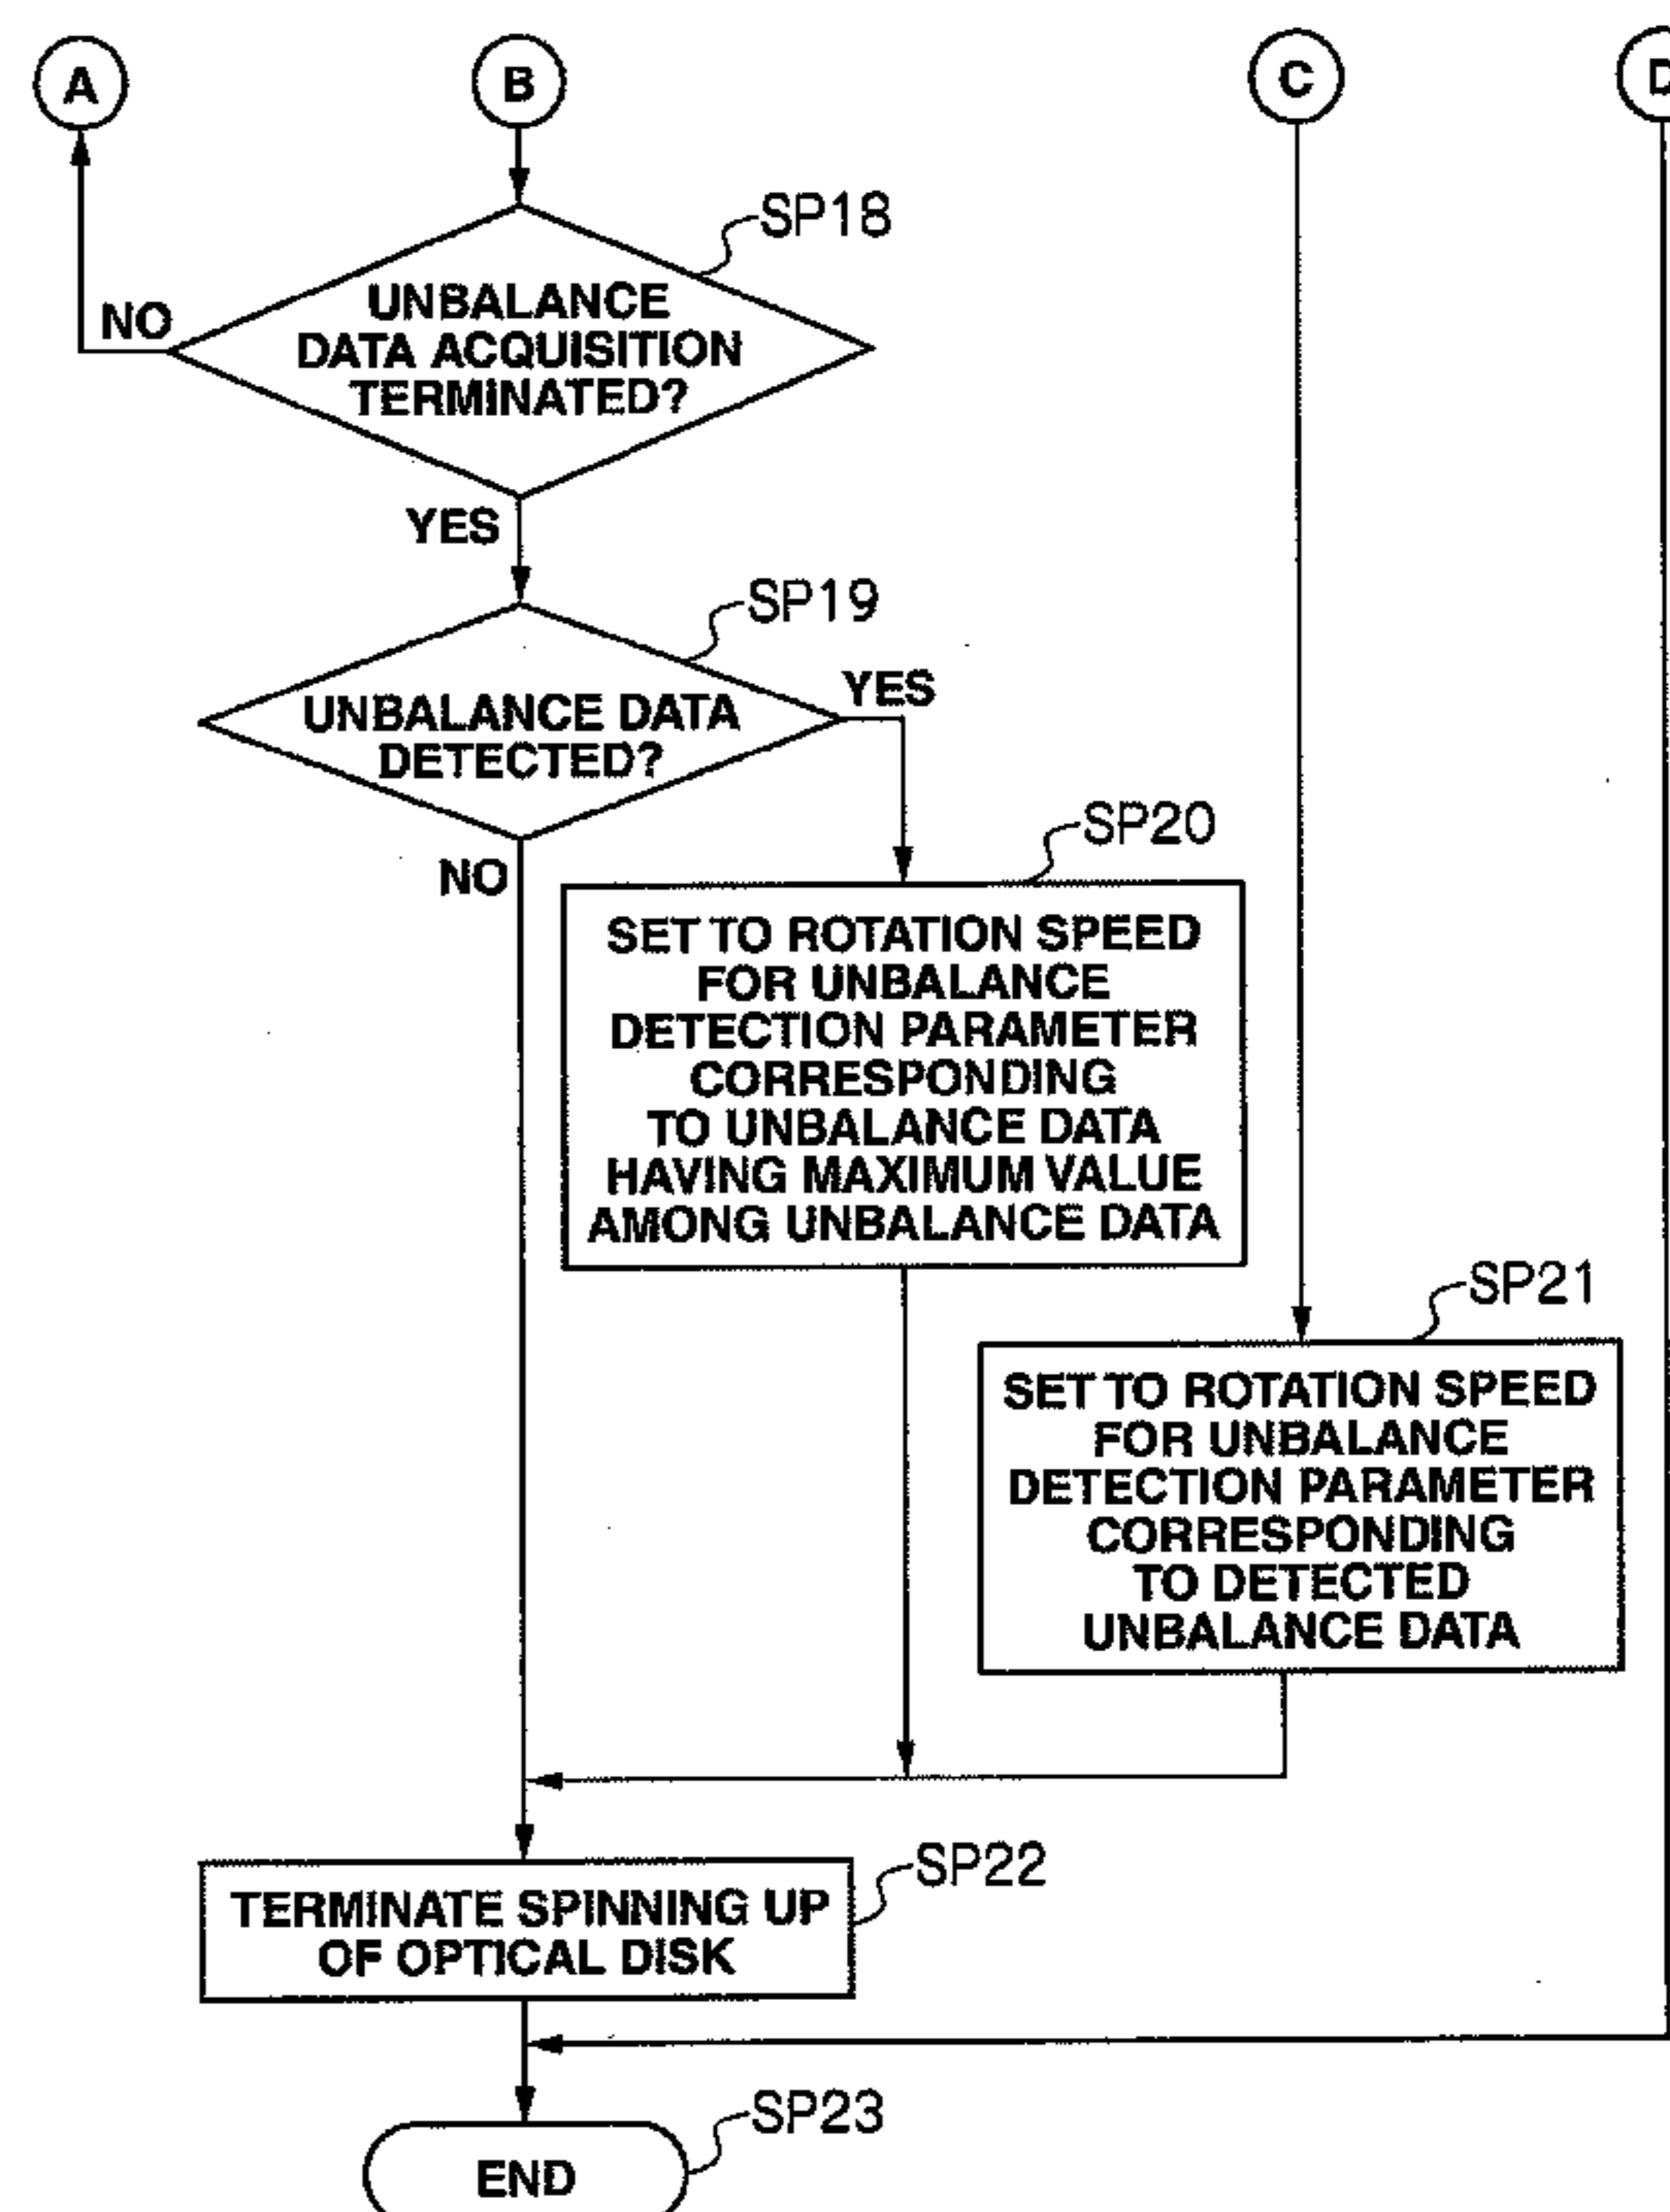 A
B
C
D
SP18
UNBALANCE
DATA ACQUISITION
TERMINATED?
NO
YES
SP19
UNBALANCE DATA
DETECTED?
YES
NO
SP20
SET TO ROTATION SPEED
FOR UNBALANCE
DETECTION PARAMETER
CORRESPONDING
TO UNBALANCE DATA
HAVING MAXIMUM VALUE
AMONG UNBALANCE DATA
SP21
SET TO ROTATION SPEED
FOR UNBALANCE
DETECTION PARAMETER
CORRESPONDING
TO DETECTED
UNBALANCE DATA
SP22
TERMINATE SPINNING UP
OF OPTICAL DISK
SP23
END